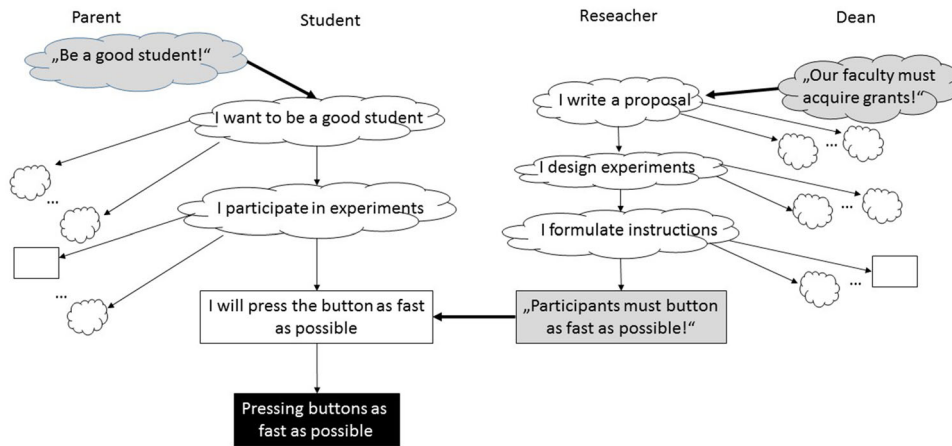 Parent
Student
Reseacher
Dean
„Be a good student!“
„Our faculty must
acquire grants!“
I want to be a good student
I write a proposal
...
I design experiments
...
I participate in experiments
...
I formulate instructions
...
...
I will press the button as fast
as possible
„Participants must button
as fast as possible!“
Pressing buttons as
fast as possible